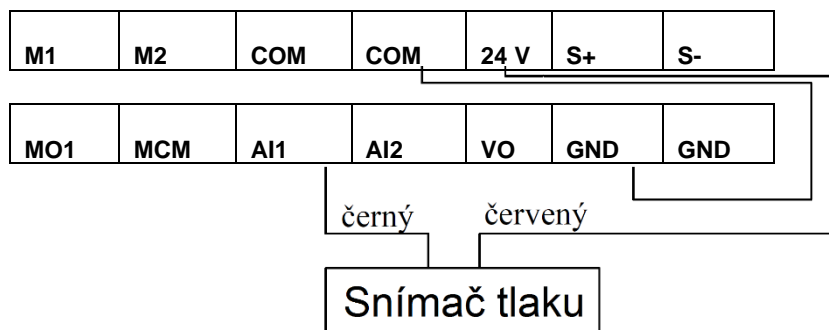 M1 M2 COM COM 24 V S+ S-
MO1 MCM AI1 AI2 VO GND GND
černý červený
Snímač tlaku